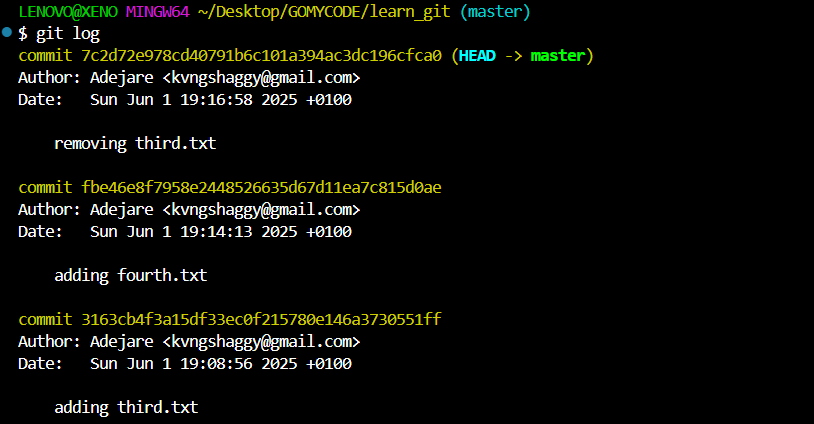 LENOVO@XENO MINGW64 ~/Desktop/GOMYCODE/learn_git (master)
$ git log
commit 7c2d72e978cd40791b6c101a394ac3dc196cfca0 (HEAD -> master)
Author: Adejare <kvngshaggy@gmail.com>
Date:   Sun Jun 1 19:16:58 2025 +0100
removing third.txt
commit fbe46e8f7958e2448526635d67d11ea7c815d0ae
Author: Adejare <kvngshaggy@gmail.com>
Date:   Sun Jun 1 19:14:13 2025 +0100
adding fourth.txt
commit 3163cb4f3a15df33ec0f215780e146a3730551ff
Author: Adejare <kvngshaggy@gmail.com>
Date:   Sun Jun 1 19:08:56 2025 +0100
adding third.txt